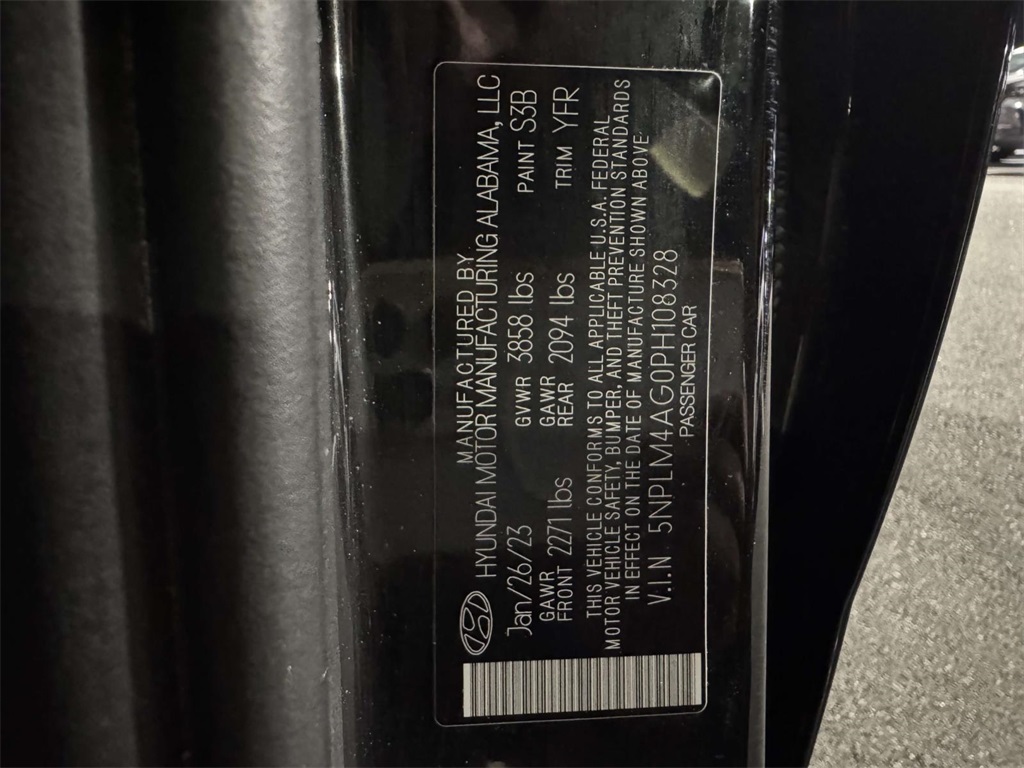 MANUFACTURED BY
HYUNDAI MOTOR MANUFACTURING ALABAMA, LLC
Jan/26/23 GVWR 3858 lbs PAINT S3B
GAWR FRONT 2271 lbs GAWR REAR 2094 lbs TRIM YFR
THIS VEHICLE CONFORMS TO ALL APPLICABLE U.S.A. FEDERAL
MOTOR VEHICLE SAFETY, BUMPER, AND THEFT PREVENTION STANDARDS
IN EFFECT ON THE DATE OF MANUFACTURE SHOWN ABOVE
V.I.N 5NPLM4AG0PH108328
PASSENGER CAR